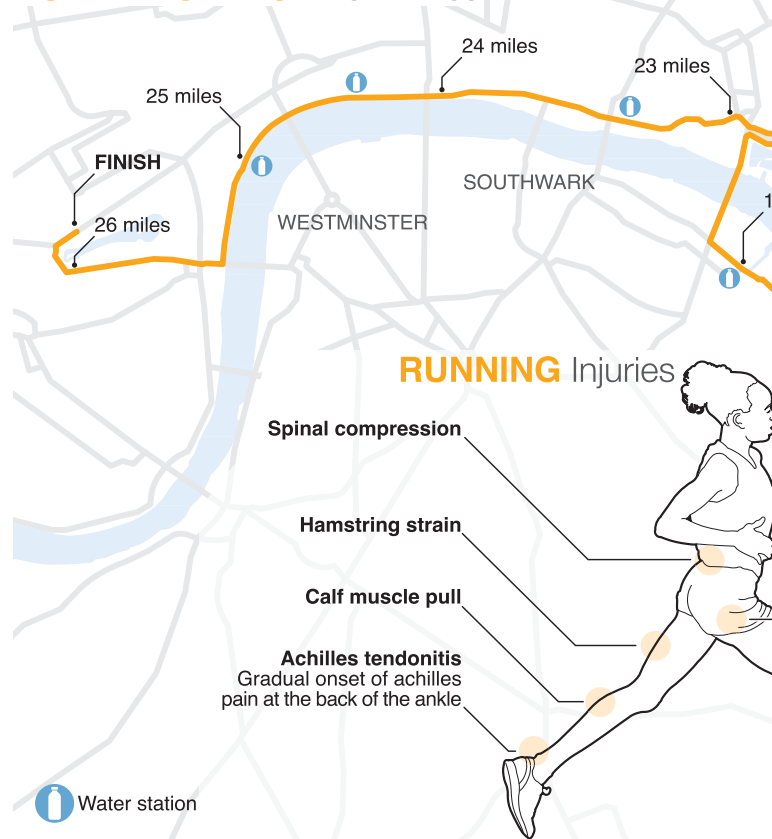 24 miles
23 miles
25 miles
FINISH
26 miles
SOUTHWARK
WESTMINSTER
1
RUNNING Injuries
Spinal compression
Hamstring strain
Calf muscle pull
Achilles tendonitis
Gradual onset of achilles
pain at the back of the ankle
Water station